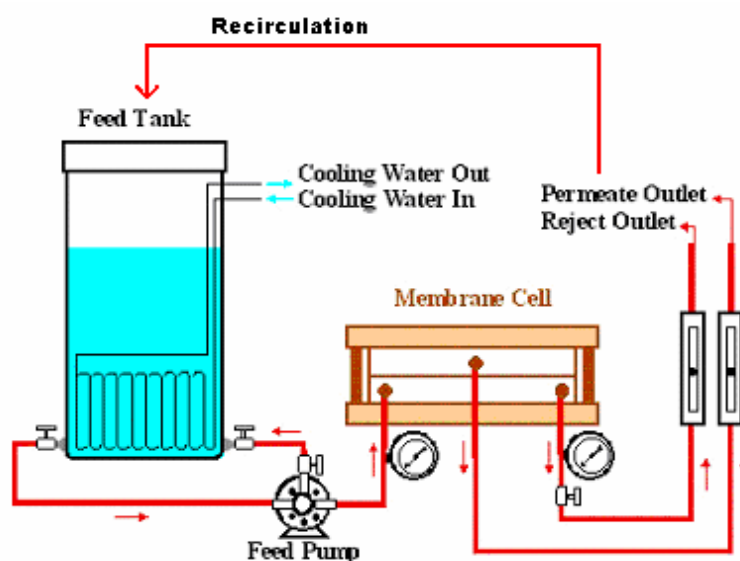 Recirculation
Feed Tank
Cooling Water Out
Cooling Water In
Permeate Outlet
Reject Outlet
Membrane Cell
Feed Pump